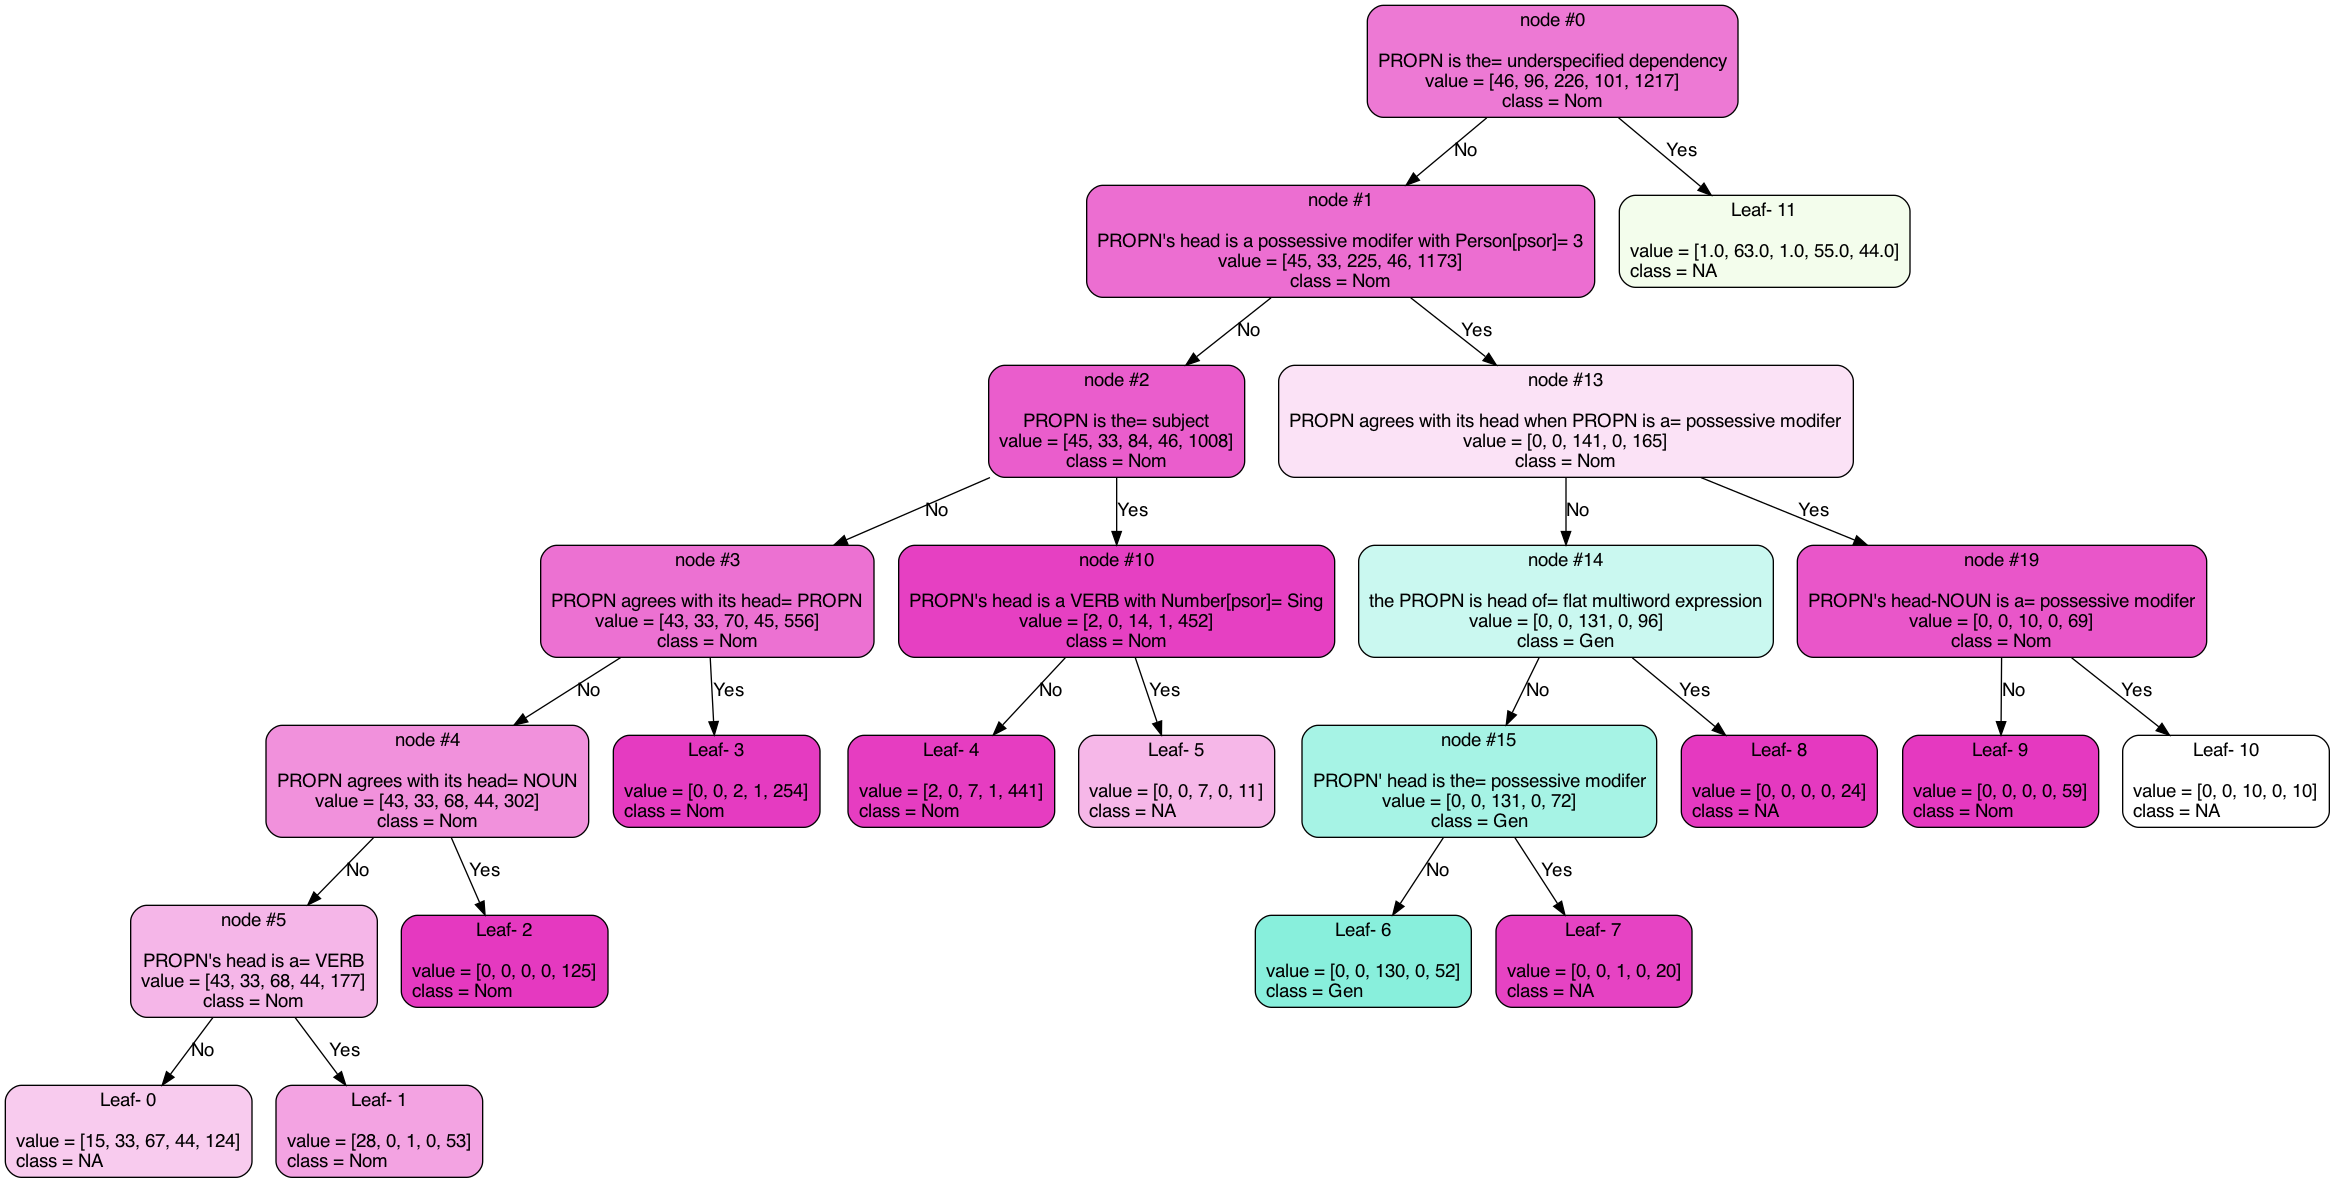 node #0
PROPN is the= underspecified dependency
value = [46, 96, 226, 101, 1217]
class = Nom
No
Yes
node #1
PROPN's head is a possessive modifer with Person[psor]= 3
value = [45, 33, 225, 46, 1173]
class = Nom
Leaf- 11
value = [1.0, 63.0, 1.0, 55.0, 44.0]
class = NA
No
Yes
node #2
PROPN is the= subject
value = [45, 33, 84, 46, 1008]
class = Nom
node #13
PROPN agrees with its head when PROPN is a= possessive modifer
value = [0, 0, 141, 0, 165]
class = Nom
No
Yes
No
Yes
node #3
PROPN agrees with its head= PROPN
value = [43, 33, 70, 45, 556]
class = Nom
node #10
PROPN's head is a VERB with Number[psor]= Sing
value = [2, 0, 14, 1, 452]
class = Nom
node #14
the PROPN is head of= flat multiword expression
value = [0, 0, 131, 0, 96]
class = Gen
node #19
PROPN's head-NOUN is a= possessive modifer
value = [0, 0, 10, 0, 69]
class = Nom
No
Yes
No
Yes
No
Yes
No
Yes
node #4
PROPN agrees with its head= NOUN
value = [43, 33, 68, 44, 302]
class = Nom
Leaf- 3
value = [0, 0, 2, 1, 254]
class = Nom
Leaf- 4
value = [2, 0, 7, 1, 441]
class = Nom
Leaf- 5
value = [0, 0, 7, 0, 11]
class = NA
node #15
PROPN' head is the= possessive modifer
value = [0, 0, 131, 0, 72]
class = Gen
Leaf- 8
value = [0, 0, 0, 0, 24]
class = NA
Leaf- 9
value = [0, 0, 0, 0, 59]
class = Nom
Leaf- 10
value = [0, 0, 10, 0, 10]
class = NA
No
Yes
No
Yes
node #5
PROPN's head is a= VERB
value = [43, 33, 68, 44, 177]
class = Nom
Leaf- 2
value = [0, 0, 0, 0, 125]
class = Nom
Leaf- 6
value = [0, 0, 130, 0, 52]
class = Gen
Leaf- 7
value = [0, 0, 1, 0, 20]
class = NA
No
Yes
Leaf- 0
value = [15, 33, 67, 44, 124]
class = NA
Leaf- 1
value = [28, 0, 1, 0, 53]
class = Nom